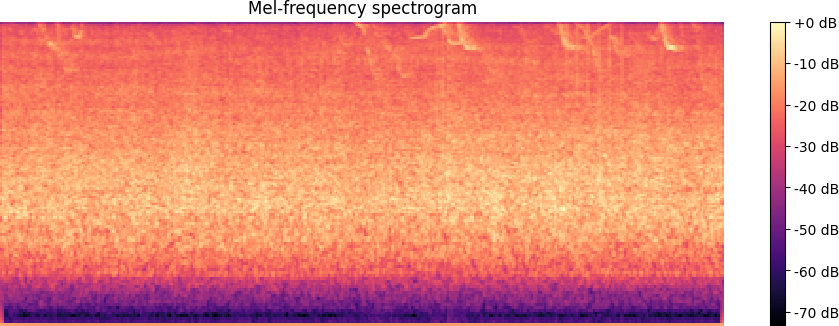 Mel-frequency spectrogram
+0 dB
-10 dB
-20 dB
-30 dB
-40 dB
-50 dB
-60 dB
-70 dB